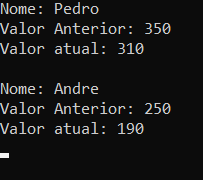 Nome: Pedro
Valor Anterior: 350
Valor atual: 310
Nome: Andre
Valor Anterior: 250
Valor atual: 190